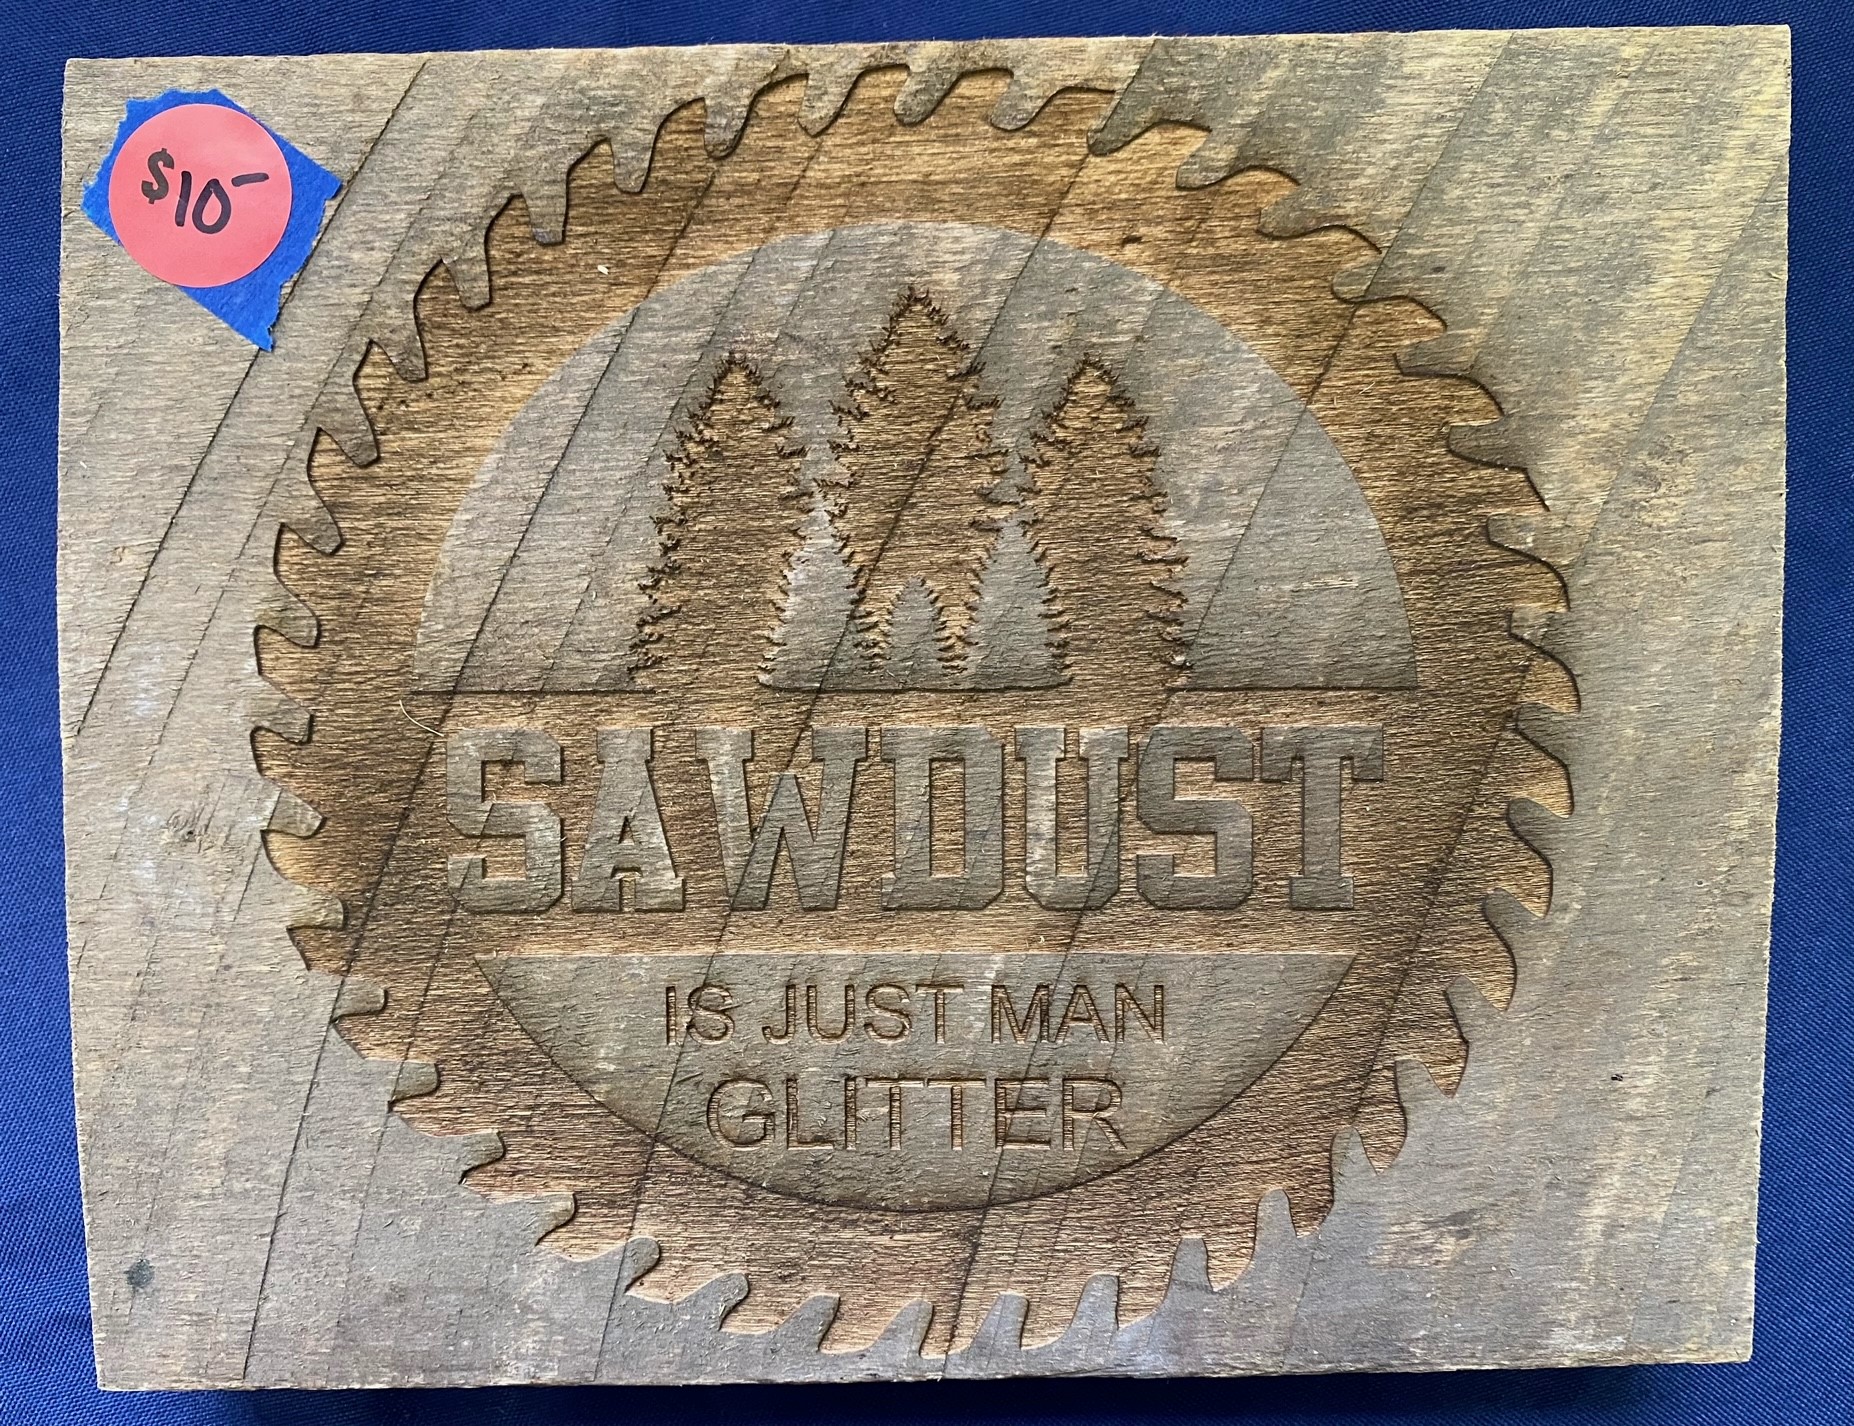 $10-
SAWDUST
IS JUST MAN
GLITTER